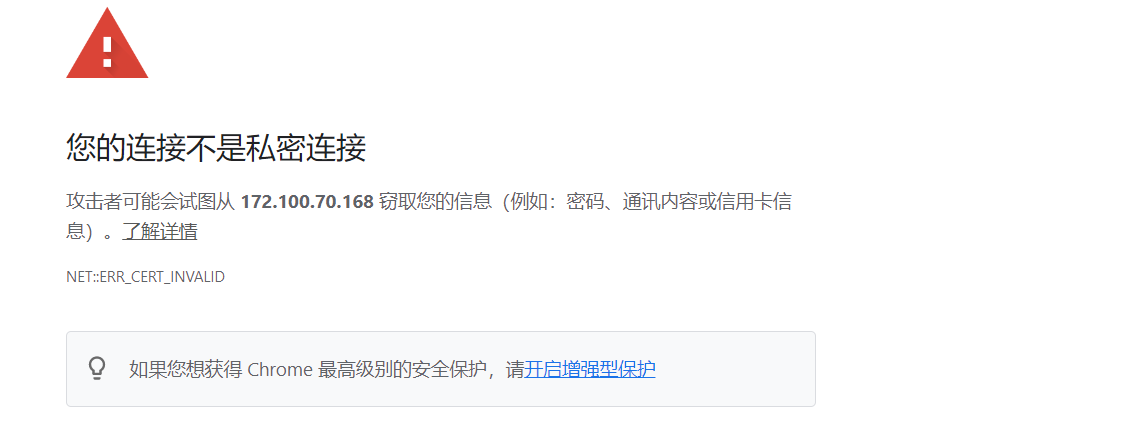 您的连接不是私密连接
攻击者可能会试图从 172.100.70.168 窃取您的信息（例如：密码、通讯内容或信用卡信
息）。了解详情
NET::ERR_CERT_INVALID
如果您想获得 Chrome 最高级别的安全保护，请开启增强型保护